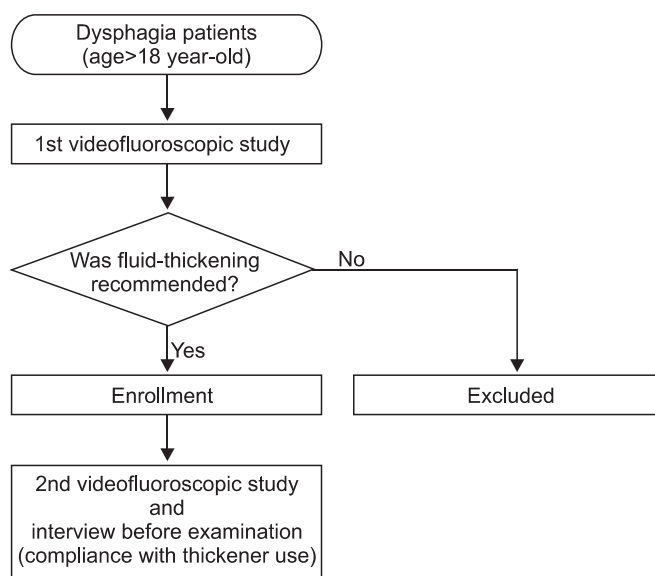 Dysphagia patients
(age>18 year-old)
1st videofluoroscopic study
Was fluid-thickening
recommended?
No
Yes
Enrollment
Excluded
2nd videofluoroscopic study
and
interview before examination
(compliance with thickener use)